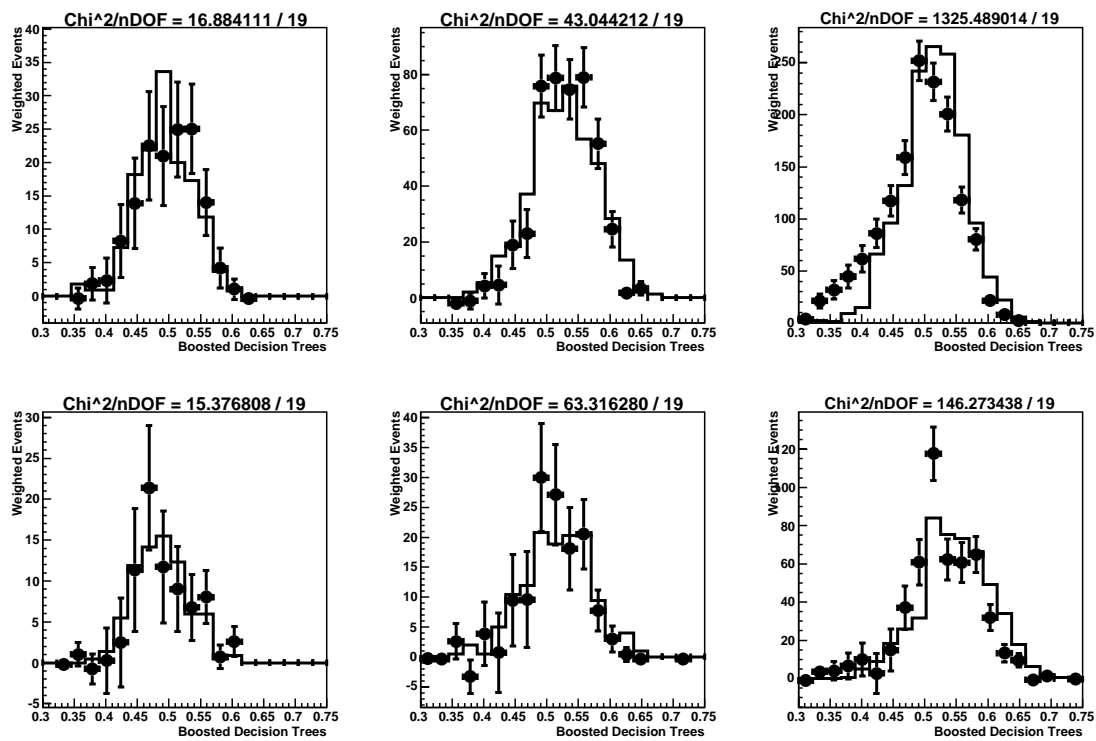 Chi^2/nDOF = 16.884111 / 19
Weighted Events
40
35
30
25
20
15
10
5
0
0.3 0.35 0.4 0.45 0.5 0.55 0.6 0.65 0.7 0.75
Boosted Decision Trees
Chi^2/nDOF = 43.044212 / 19
Weighted Events
80
60
40
20
0
0.3 0.35 0.4 0.45 0.5 0.55 0.6 0.65 0.7 0.75
Boosted Decision Trees
Chi^2/nDOF = 1325.489014 / 19
Weighted Events
250
200
150
100
50
0
0.3 0.35 0.4 0.45 0.5 0.55 0.6 0.65 0.7 0.75
Boosted Decision Trees
Chi^2/nDOF = 15.376808 / 19
Weighted Events
30
25
20
15
10
5
0
-5
0.3 0.35 0.4 0.45 0.5 0.55 0.6 0.65 0.7 0.75
Boosted Decision Trees
Chi^2/nDOF = 63.316280 / 19
Weighted Events
40
35
30
25
20
15
10
5
0
-5
0.3 0.35 0.4 0.45 0.5 0.55 0.6 0.65 0.7 0.75
Boosted Decision Trees
Chi^2/nDOF = 146.273438 / 19
Weighted Events
120
100
80
60
40
20
0
0.3 0.35 0.4 0.45 0.5 0.55 0.6 0.65 0.7 0.75
Boosted Decision Trees